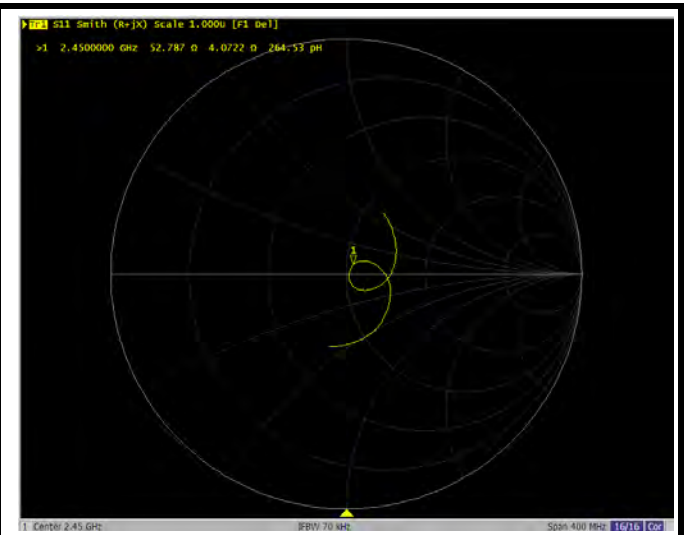 Tr1 S11 Smith (R+jX) Scale 1.000U [F1 Del]
>1 2.4500000 GHz 52.787 Ω 4.0722 Ω 264.53 pH
1
1 Center 2.45 GHz IFBW 70 kHz Span 400 MHz 16/16 Cor